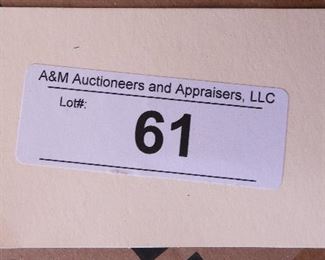 A&M Auctioneers and Appraisers, LLC
Lot#:
61